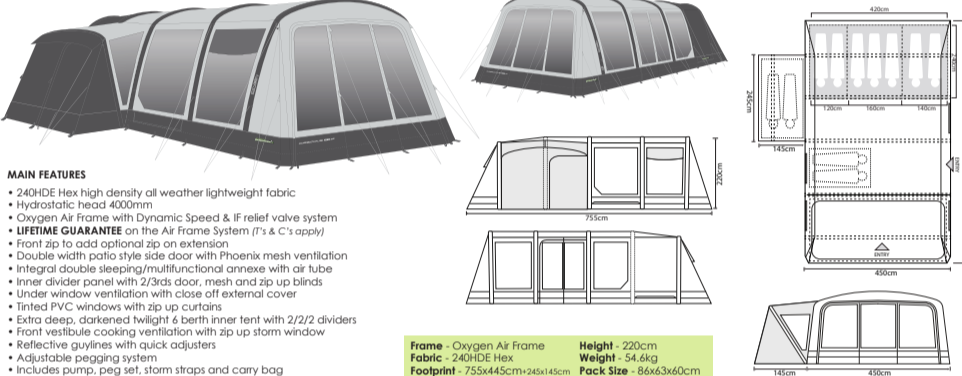 MAIN FEATURES
• 240HDE Hex high density all weather lightweight fabric
• Hydrostatic head 4000mm
• Oxygen Air Frame with Dynamic Speed & IF relief valve system
• LIFETIME GUARANTEE on the Air Frame System (T's & C's apply)
• Front zip to add optional zip on extension
• Double width patio style side door with Phoenix mesh ventilation
• Integral double sleeping/multifunctional annexe with air tube
• Inner divider panel with 2/3rds door, mesh and zip up blinds
• Under window ventilation with close off external cover
• Tinted PVC windows with zip up curtains
• Extra deep, darkened twilight 6 berth inner tent with 2/2/2 dividers
• Front vestibule cooking ventilation with zip up storm window
• Reflective guylines with quick adjusters
• Adjustable pegging system
• Includes pump, peg set, storm straps and carry bag
220cm
755cm
Frame - Oxygen Air Frame
Fabric - 240HDE Hex
Footprint - 755x445cm+245x145cm
Height - 220cm
Weight - 54.6kg
Pack Size - 86x63x60cm
420cm
120cm
160cm
140cm
245cm
145cm
ENTRY
ENTRY
450cm
145cm
450cm